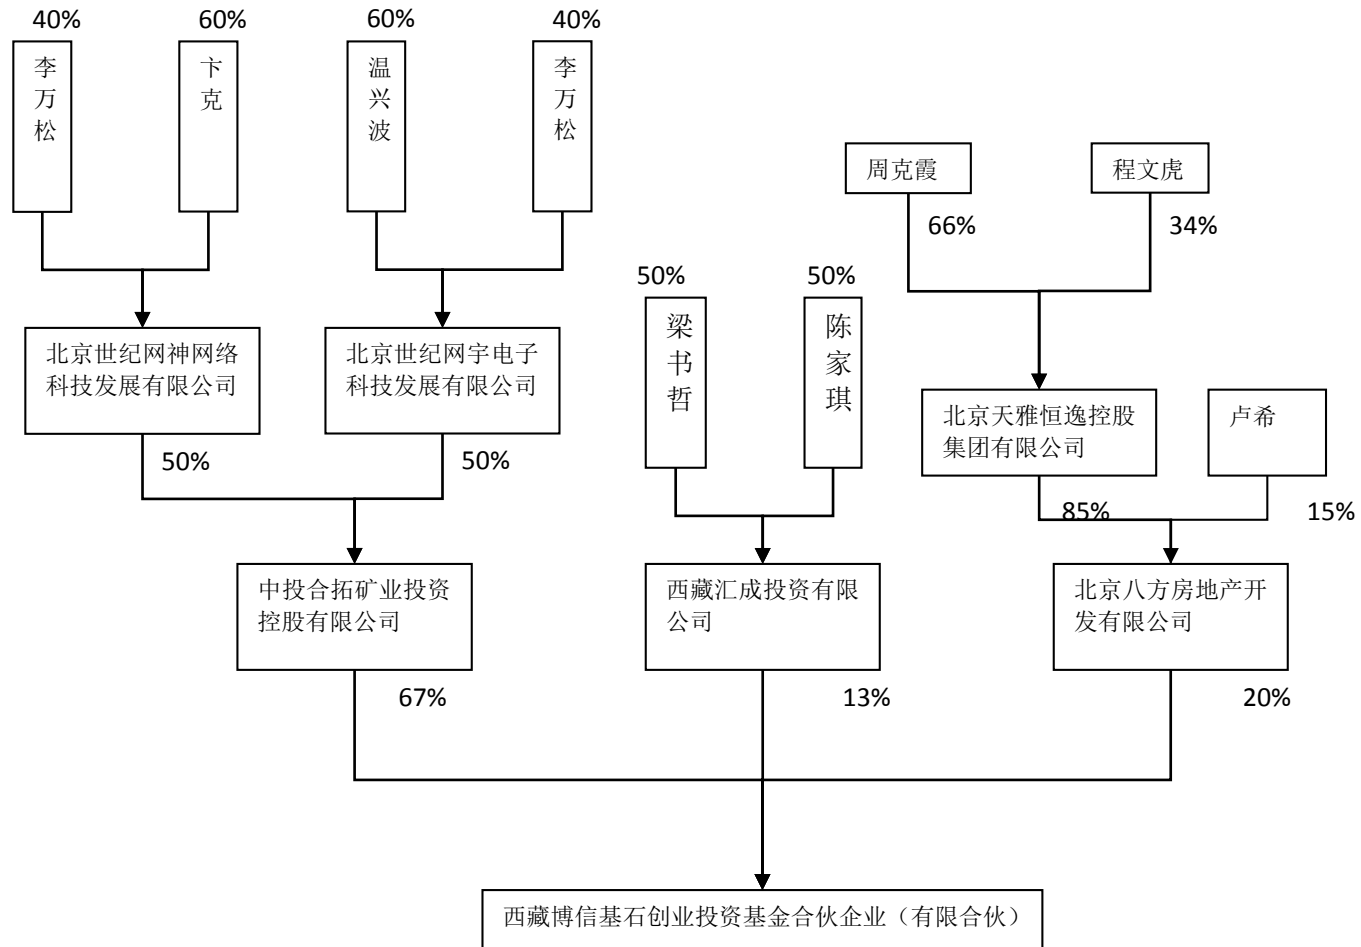 40%
60%
60%
40%
李万松
卞克
温兴波
李万松
周克霞
程文虎
66%
34%
50%
50%
梁书哲
陈家琪
北京世纪网神网络
科技发展有限公司
北京世纪网宇电子
科技发展有限公司
北京天雅恒逸控股
集团有限公司
卢希
50%
50%
85%
15%
中投合拓矿业投资
控股有限公司
西藏汇成投资有限
公司
北京八方房地产开
发有限公司
67%
13%
20%
西藏博信基石创业投资基金合伙企业（有限合伙）